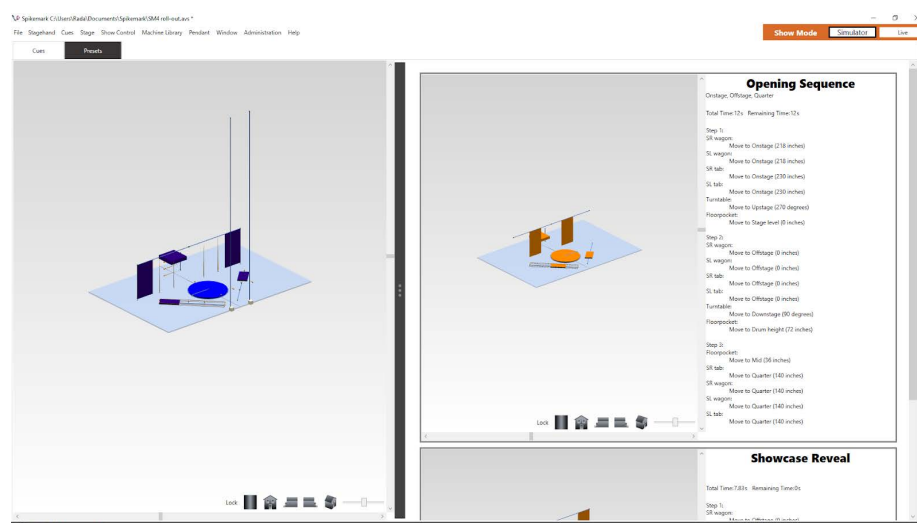 Spikemark C:\Users\Rada\Documents\Spikemark\SM4 roll-out.avs *
File Stagehand Cues Stage Show Control Machine Library Pendant Window Administration Help
Show Mode Simulator Live
Cues Presets
Opening Sequence
Onstage, Offstage, Quarter
Total Time:12s Remaining Time:12s
Step 1:
SR wagon:
Move to Onstage (218 inches)
SL wagon:
Move to Onstage (218 inches)
SR tab:
Move to Onstage (230 inches)
SL tab:
Move to Onstage (230 inches)
Turntable:
Move to Upstage (270 degrees)
Floorpocket:
Move to Stage level (0 inches)
Step 2:
SR wagon:
Move to Offstage (0 inches)
SL wagon:
Move to Offstage (0 inches)
SR tab:
Move to Offstage (0 inches)
SL tab:
Move to Offstage (0 inches)
Turntable:
Move to Downstage (90 degrees)
Floorpocket:
Move to Drum height (72 inches)
Step 3:
Floorpocket:
Move to Mid (36 inches)
SR tab:
Move to Quarter (140 inches)
SR wagon:
Move to Quarter (140 inches)
SL wagon:
Move to Quarter (140 inches)
SL tab:
Move to Quarter (140 inches)
Lock
Showcase Reveal
Total Time:7.83s Remaining Time:0s
Step 1:
SR wagon:
Move to Offstage (0 inches)
Lock